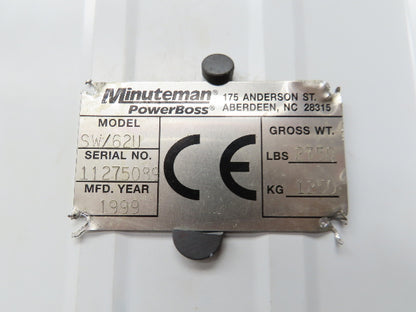 Minuteman® 175 ANDERSON ST.
PowerBoss® ABERDEEN, NC 28315
MODEL
SW/62U
SERIAL NO.
MFD. YEAR
1999
CE
GROSS WT.
LBS
KG